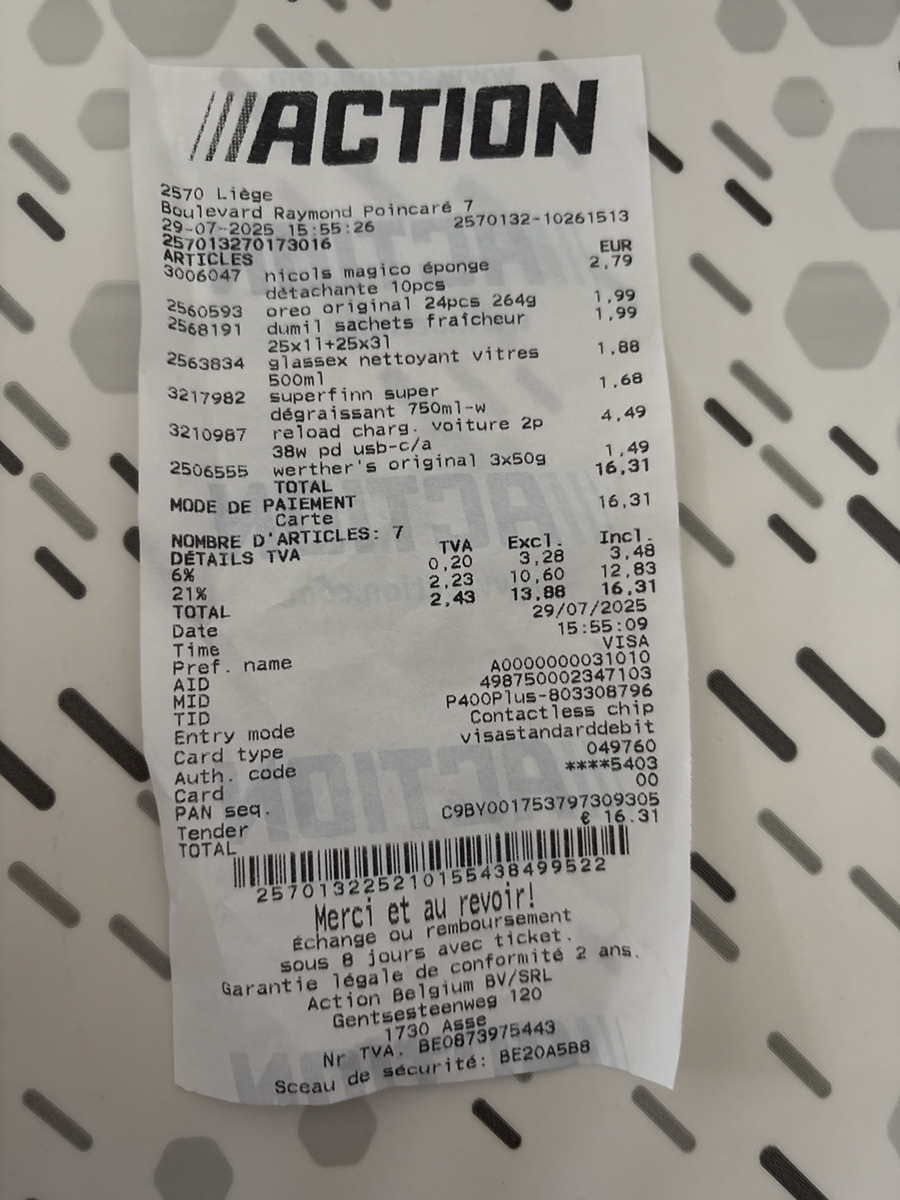 ACTION
2570 Liège
Boulevard Raymond Poincaré 7
29-07-2025 15:55:26 2570132-10261513
257013270173016
ARTICLES EUR
3006047 nicols magico éponge 2,79
détachante 10pcs
2560593 oreo original 24pcs 264g 1,99
2568191 dumil sachets fraîcheur 1,99
25x1l+25x3l
2563834 glassex nettoyant vitres 1,88
500ml
3217982 superfinn super 1,68
dégraissant 750ml-w
3210987 reload charg. voiture 2p 4,49
38w pd usb-c/a
2506555 werther's original 3x50g 1,49
TOTAL 16,31
MODE DE PAIEMENT
Carte 16,31
NOMBRE D'ARTICLES: 7
DÉTAILS TVA TVA Excl. Incl.
6% 0,20 3,28 3,48
21% 2,23 10,60 12,83
TOTAL 2,43 13,88 16,31
Date 29/07/2025
Time 15:55:09
Pref. name VISA
AID A0000000031010
MID 498750002347103
TID P400Plus-803308796
Entry mode Contactless chip
Card type visastandarddebit
Auth. code 049760
Card ****5403
PAN seq. 00
Tender C9BY001753797309305
TOTAL € 16.31
257013225210155438499522
Merci et au revoir!
Échange ou remboursement
sous 8 jours avec ticket.
Garantie légale de conformité 2 ans.
Action Belgium BV/SRL
Gentsesteenweg 120
1730 Asse
Nr TVA. BE0873975443
Sceau de sécurité: BE20A5B8